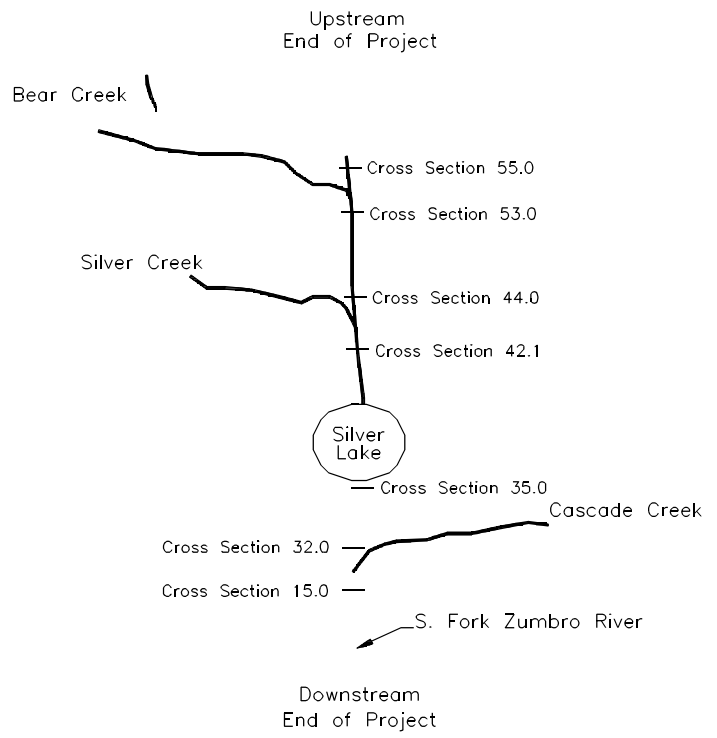 Upstream
End of Project
Bear Creek
Cross Section 55.0
Cross Section 53.0
Silver Creek
Cross Section 44.0
Cross Section 42.1
Silver
Lake
Cross Section 35.0
Cascade Creek
Cross Section 32.0
Cross Section 15.0
S. Fork Zumbro River
Downstream
End of Project